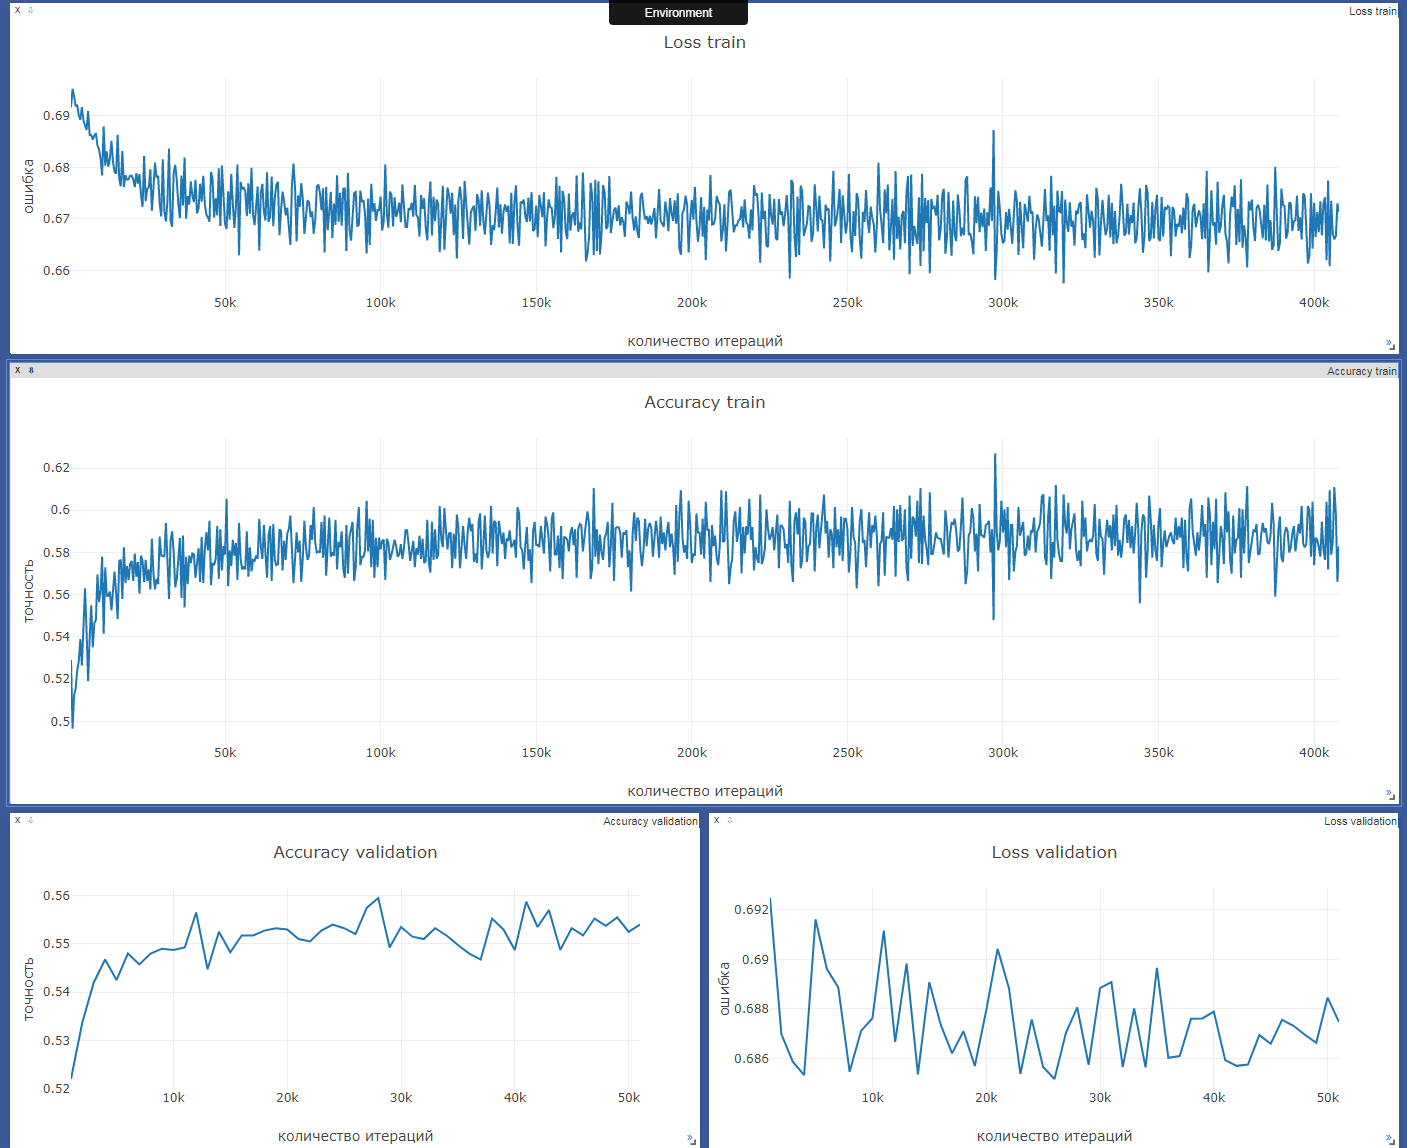 X ⇩ Environment Loss train
Loss train
0.69
0.68
0.67
0.66
ошибка
50k 100k 150k 200k 250k 300k 350k 400k
количество итераций
»
X ⇩ Accuracy train
Accuracy train
0.62
0.6
0.58
0.56
0.54
0.52
0.5
точность
50k 100k 150k 200k 250k 300k 350k 400k
количество итераций
»
X ⇩ Accuracy validation
Accuracy validation
0.56
0.55
0.54
0.53
0.52
точность
10k 20k 30k 40k 50k
количество итераций
»
X ⇩ Loss validation
Loss validation
0.692
0.69
0.688
0.686
ошибка
10k 20k 30k 40k 50k
количество итераций
»